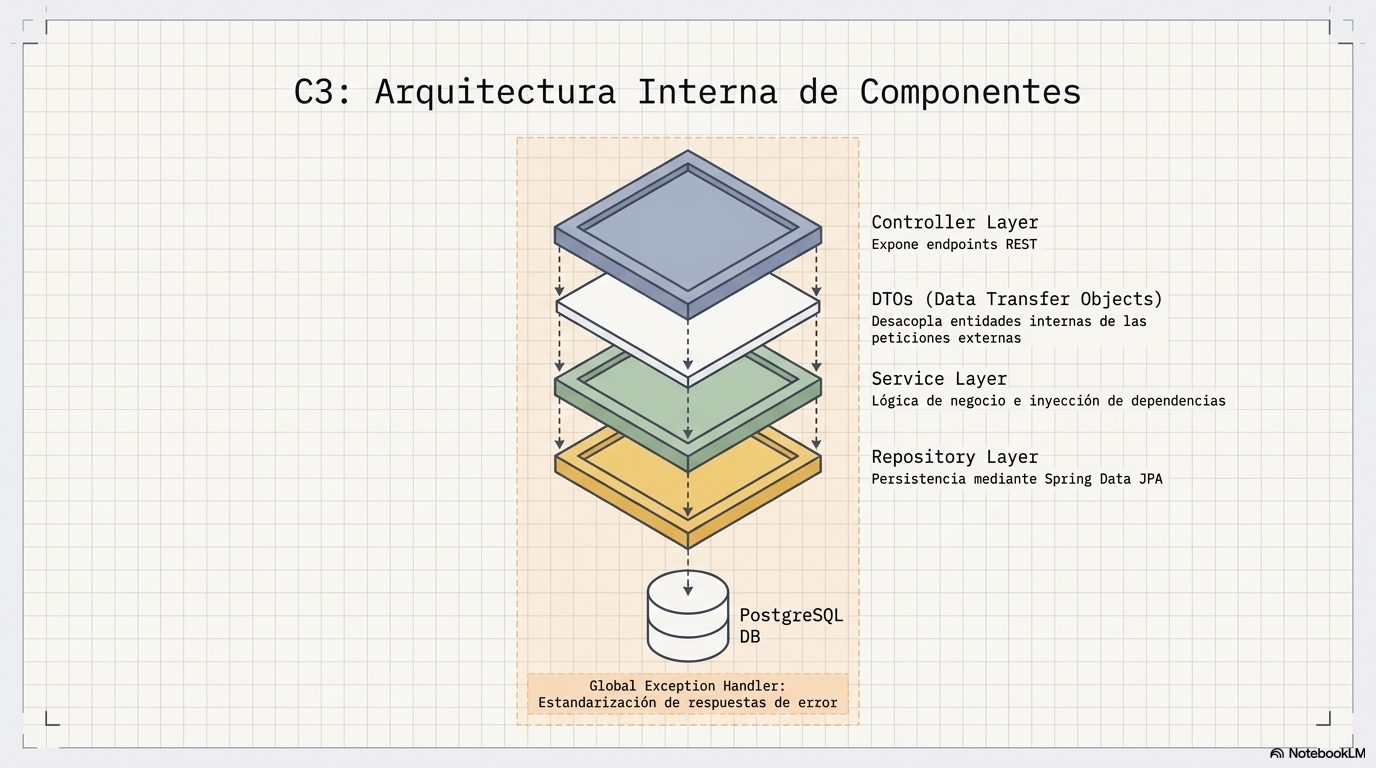 C3: Arquitectura Interna de Componentes
Controller Layer
Expone endpoints REST
DTOs (Data Transfer Objects)
Desacopla entidades internas de las
peticiones externas
Service Layer
Lógica de negocio e inyección de dependencias
Repository Layer
Persistencia mediante Spring Data JPA
PostgreSQL
DB
Global Exception Handler:
Estandarización de respuestas de error
NotebookLM